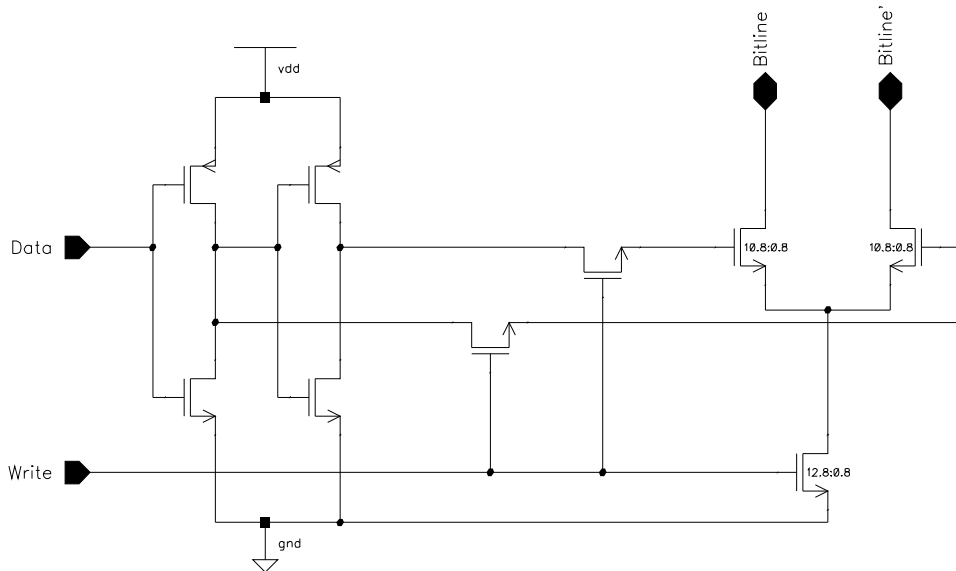 Bitline
Bitline'
vdd
Data
10.8:0.8
10.8:0.8
Write
12.8:0.8
gnd